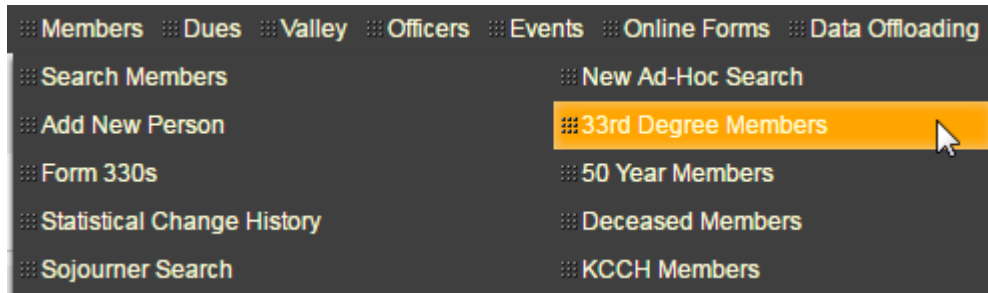 Members Dues Valley Officers Events Online Forms Data Offloading
Search Members
New Ad-Hoc Search
Add New Person
33rd Degree Members
Form 330s
50 Year Members
Statistical Change History
Deceased Members
Sojourner Search
KCCH Members